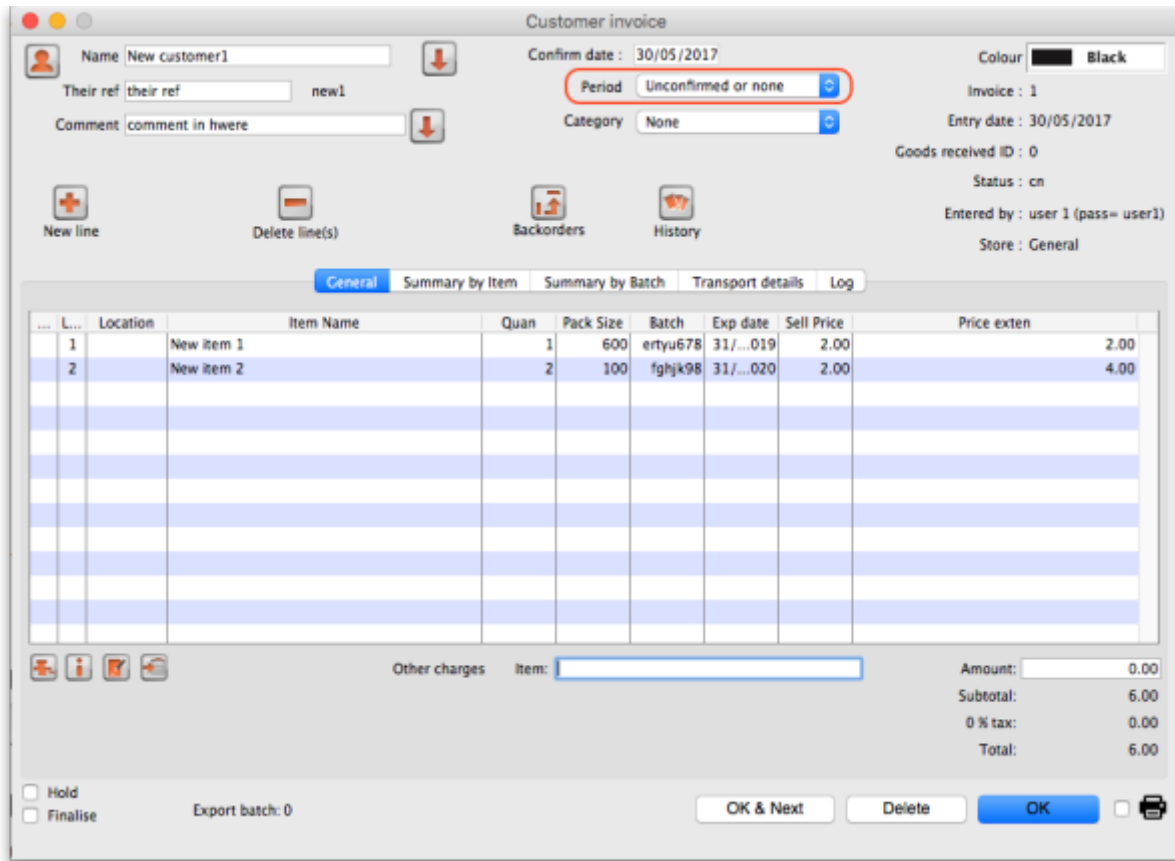 Customer invoice
Name New customer1
Confirm date : 30/05/2017
Colour Black
Their ref their ref new1
Period Unconfirmed or none
Invoice : 1
Comment comment in hwere
Category None
Entry date : 30/05/2017
Goods received ID : 0
Status : cn
Entered by : user 1 (pass= user1)
Store : General
New line Delete line(s) Backorders History
General Summary by Item Summary by Batch Transport details Log
... L... Location Item Name Quan Pack Size Batch Exp date Sell Price Price exten
1 New item 1 1 600 ertyu678 31/...019 2.00 2.00
2 New item 2 2 100 fghjk98 31/...020 2.00 4.00
Other charges Item: Amount: 0.00
Subtotal: 6.00
0 % tax: 0.00
Total: 6.00
Hold
Finalise Export batch: 0 OK & Next Delete OK